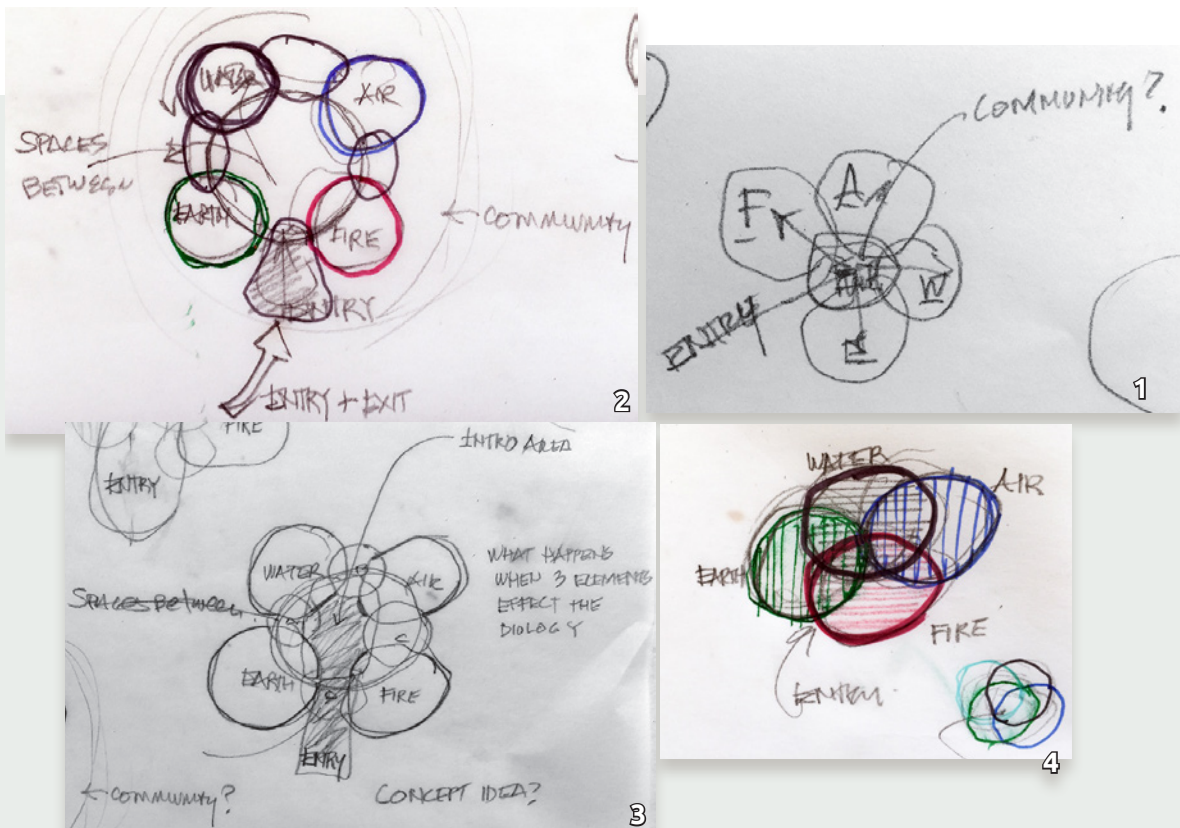 WATER
AIR
SPACES
BETWEEN
EARTH
FIRE
COMMUNITY
ENTRY
ENTRY + EXIT
2
COMMUNITY?
F
A
W
E
ENTRY
1
FIRE
ENTRY
INTRO AREA
WATER
AIR
SPACES BETWEEN
WHAT HAPPENS
WHEN 3 ELEMENTS
EFFECT THE
BIOLOGY
EARTH
FIRE
ENTRY
COMMUNITY?
CONCEPT IDEA?
3
WATER
AIR
EARTH
FIRE
ENTRY
4